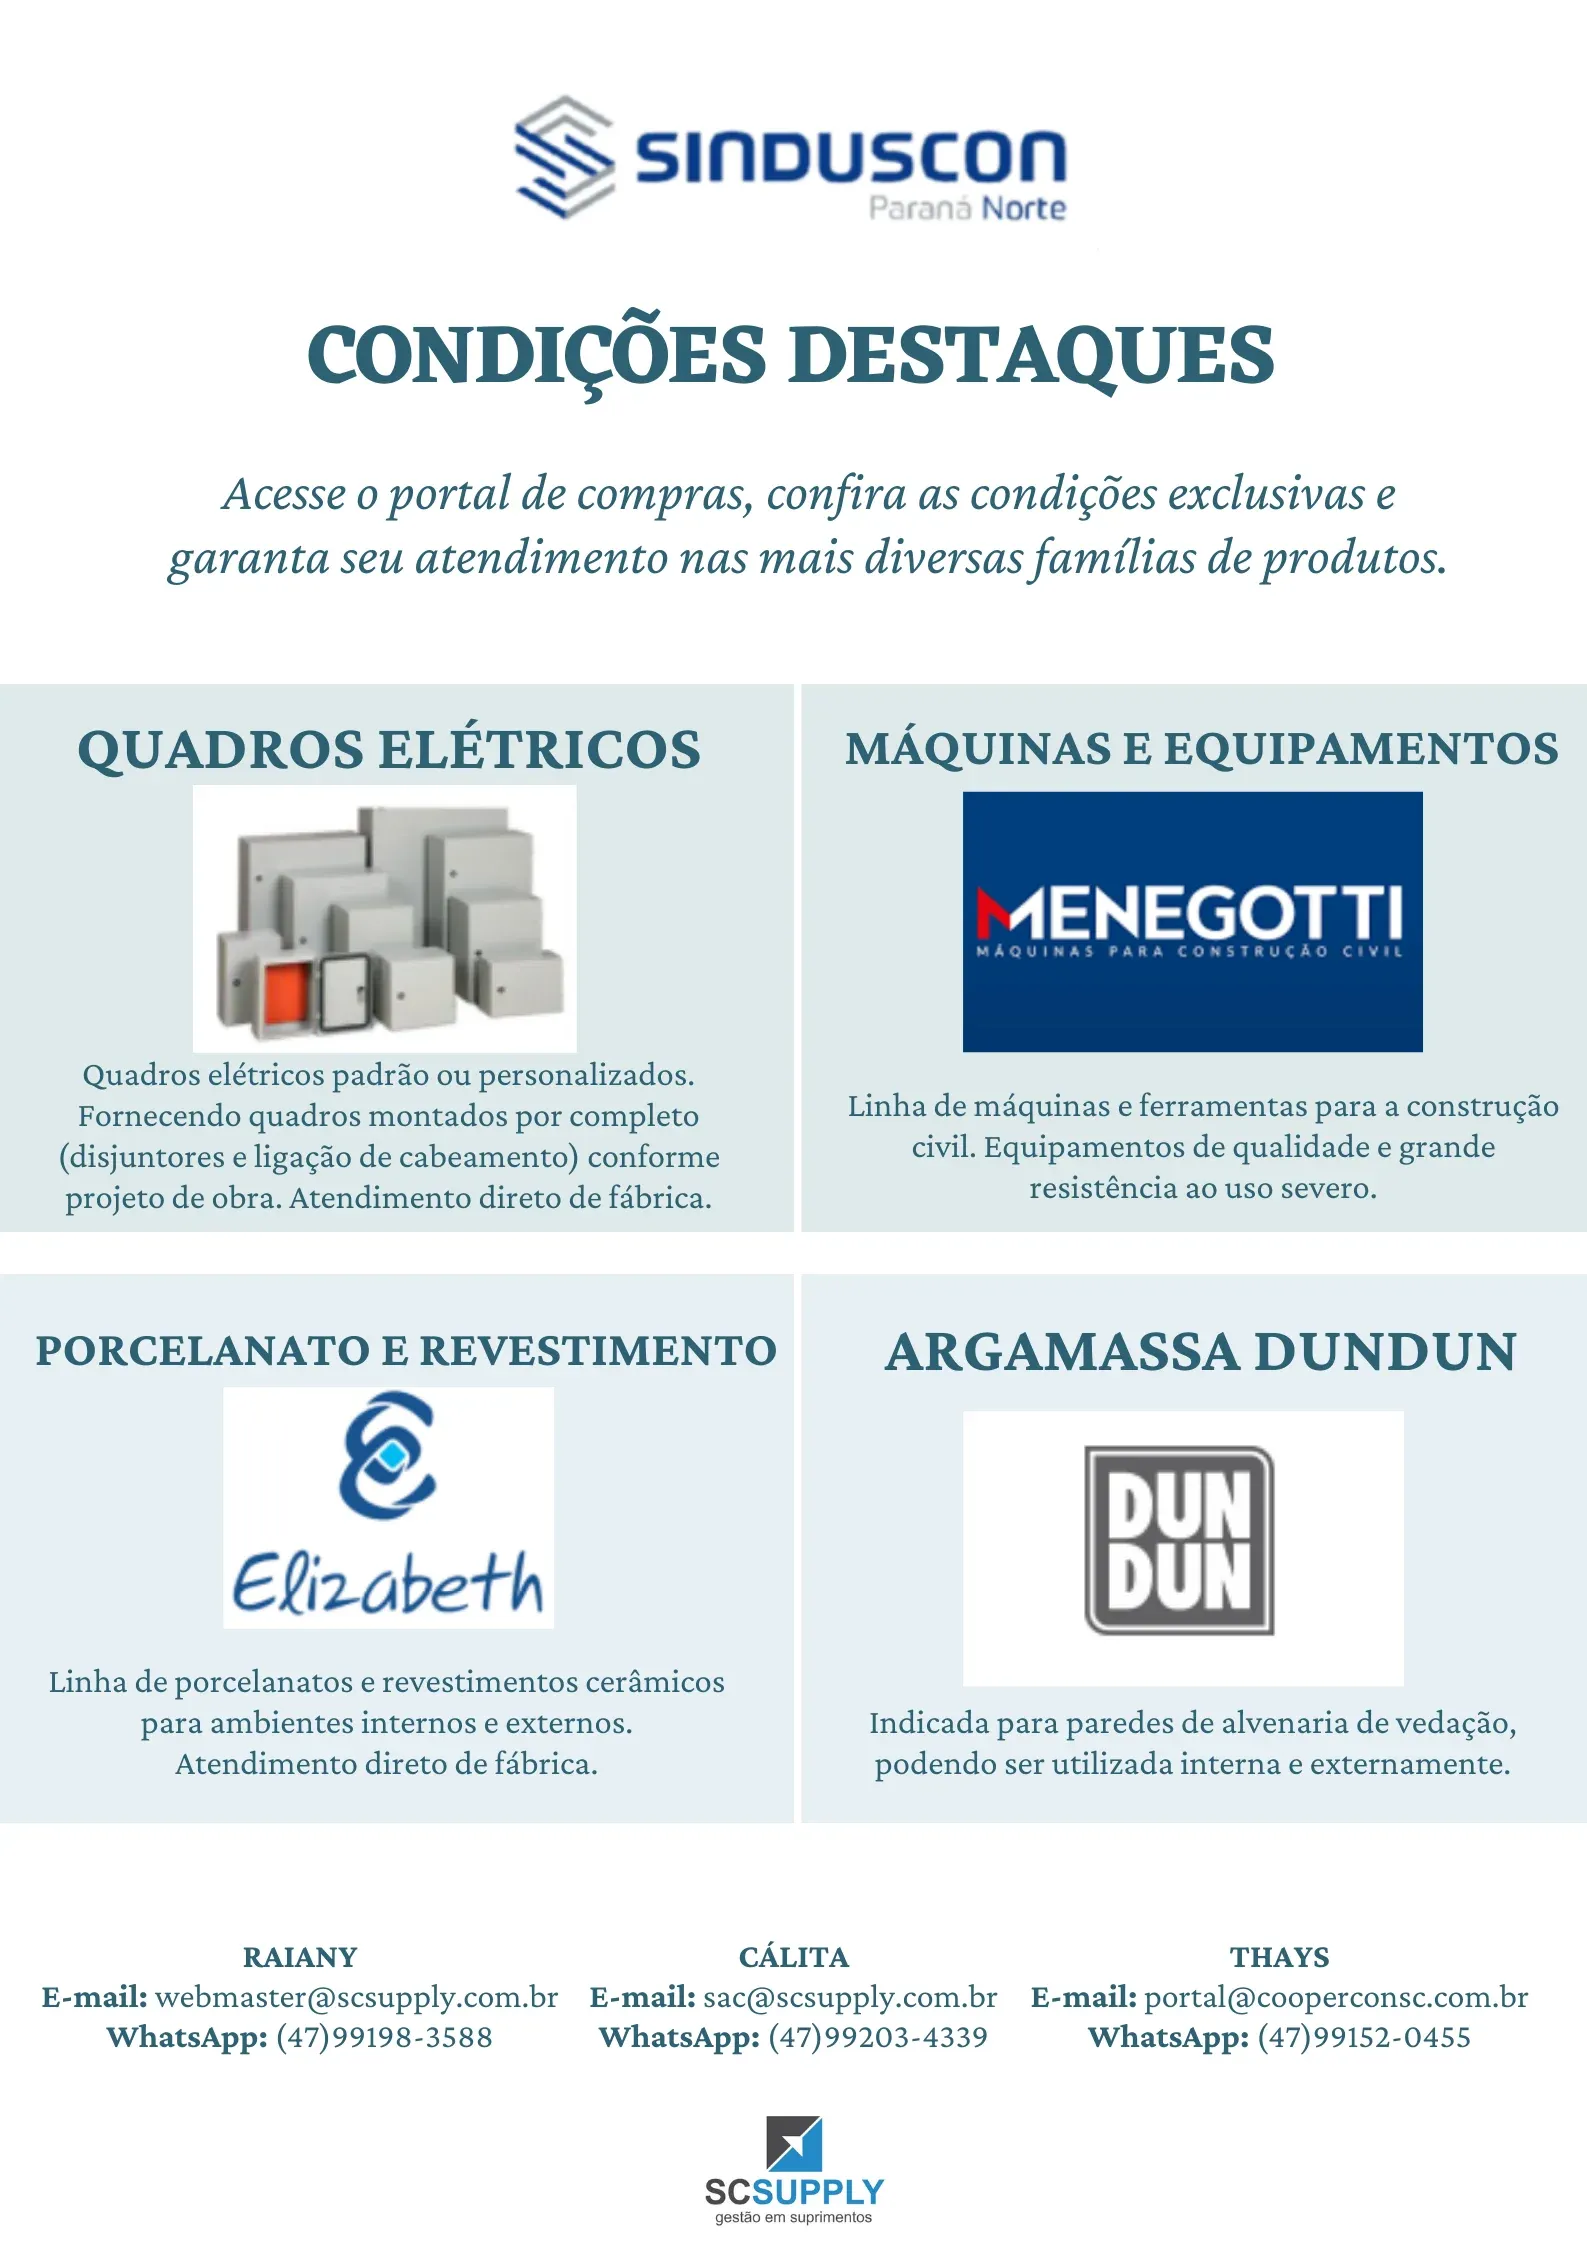 SINDUSCON
Paraná Norte
CONDIÇÕES DESTAQUES
Acesse o portal de compras, confira as condições exclusivas e
garanta seu atendimento nas mais diversas famílias de produtos.
QUADROS ELÉTRICOS
Quadros elétricos padrão ou personalizados.
Fornecendo quadros montados por completo
(disjuntores e ligação de cabeamento) conforme
projeto de obra. Atendimento direto de fábrica.
MÁQUINAS E EQUIPAMENTOS
MENEGOTTI
MÁQUINAS PARA CONSTRUÇÃO CIVIL
Linha de máquinas e ferramentas para a construção
civil. Equipamentos de qualidade e grande
resistência ao uso severo.
PORCELANATO E REVESTIMENTO
Elizabeth
Linha de porcelanatos e revestimentos cerâmicos
para ambientes internos e externos.
Atendimento direto de fábrica.
ARGAMASSA DUNDUN
DUN
DUN
Indicada para paredes de alvenaria de vedação,
podendo ser utilizada interna e externamente.
RAIANY
E-mail: webmaster@scsupply.com.br
WhatsApp: (47)99198-3588
CÁLITA
E-mail: sac@scsupply.com.br
WhatsApp: (47)99203-4339
THAYS
E-mail: portal@cooperconsc.com.br
WhatsApp: (47)99152-0455
SCSUPPLY
gestão em suprimentos